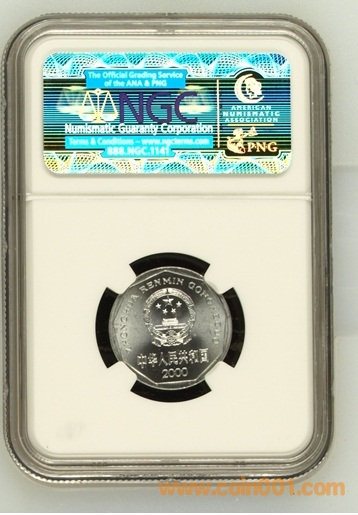 The Official Grading Service
of the ANA & PNG
NGC
Numismatic Guaranty Corporation
Terms & Conditions – www.ngcterms.com
888.NGC.1141
AMERICAN
NUMISMATIC
ASSOCIATION
PNG
ZHONGHUA RENMIN GONGHEGUO
中华人民共和国
2000
www.coin001.com